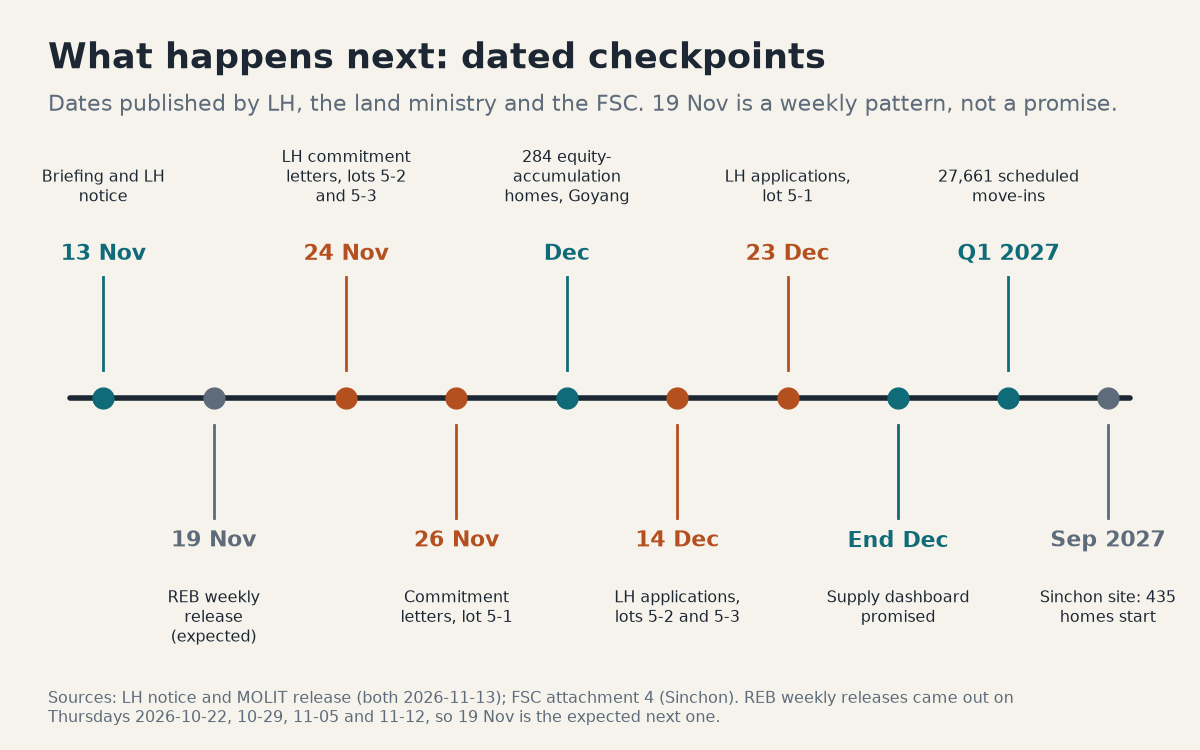 What happens next: dated checkpoints
Dates published by LH, the land ministry and the FSC. 19 Nov is a weekly pattern, not a promise.
Briefing and LH
notice
13 Nov
LH commitment
letters, lots 5-2
and 5-3
24 Nov
284 equity-
accumulation
homes, Goyang
Dec
LH applications,
lot 5-1
23 Dec
27,661 scheduled
move-ins
Q1 2027
19 Nov
REB weekly
release
(expected)
26 Nov
Commitment
letters, lot 5-1
14 Dec
LH applications,
lots 5-2 and 5-3
End Dec
Supply dashboard
promised
Sep 2027
Sinchon site: 435
homes start
Sources: LH notice and MOLIT release (both 2026-11-13); FSC attachment 4 (Sinchon). REB weekly releases came out on
Thursdays 2026-10-22, 10-29, 11-05 and 11-12, so 19 Nov is the expected next one.